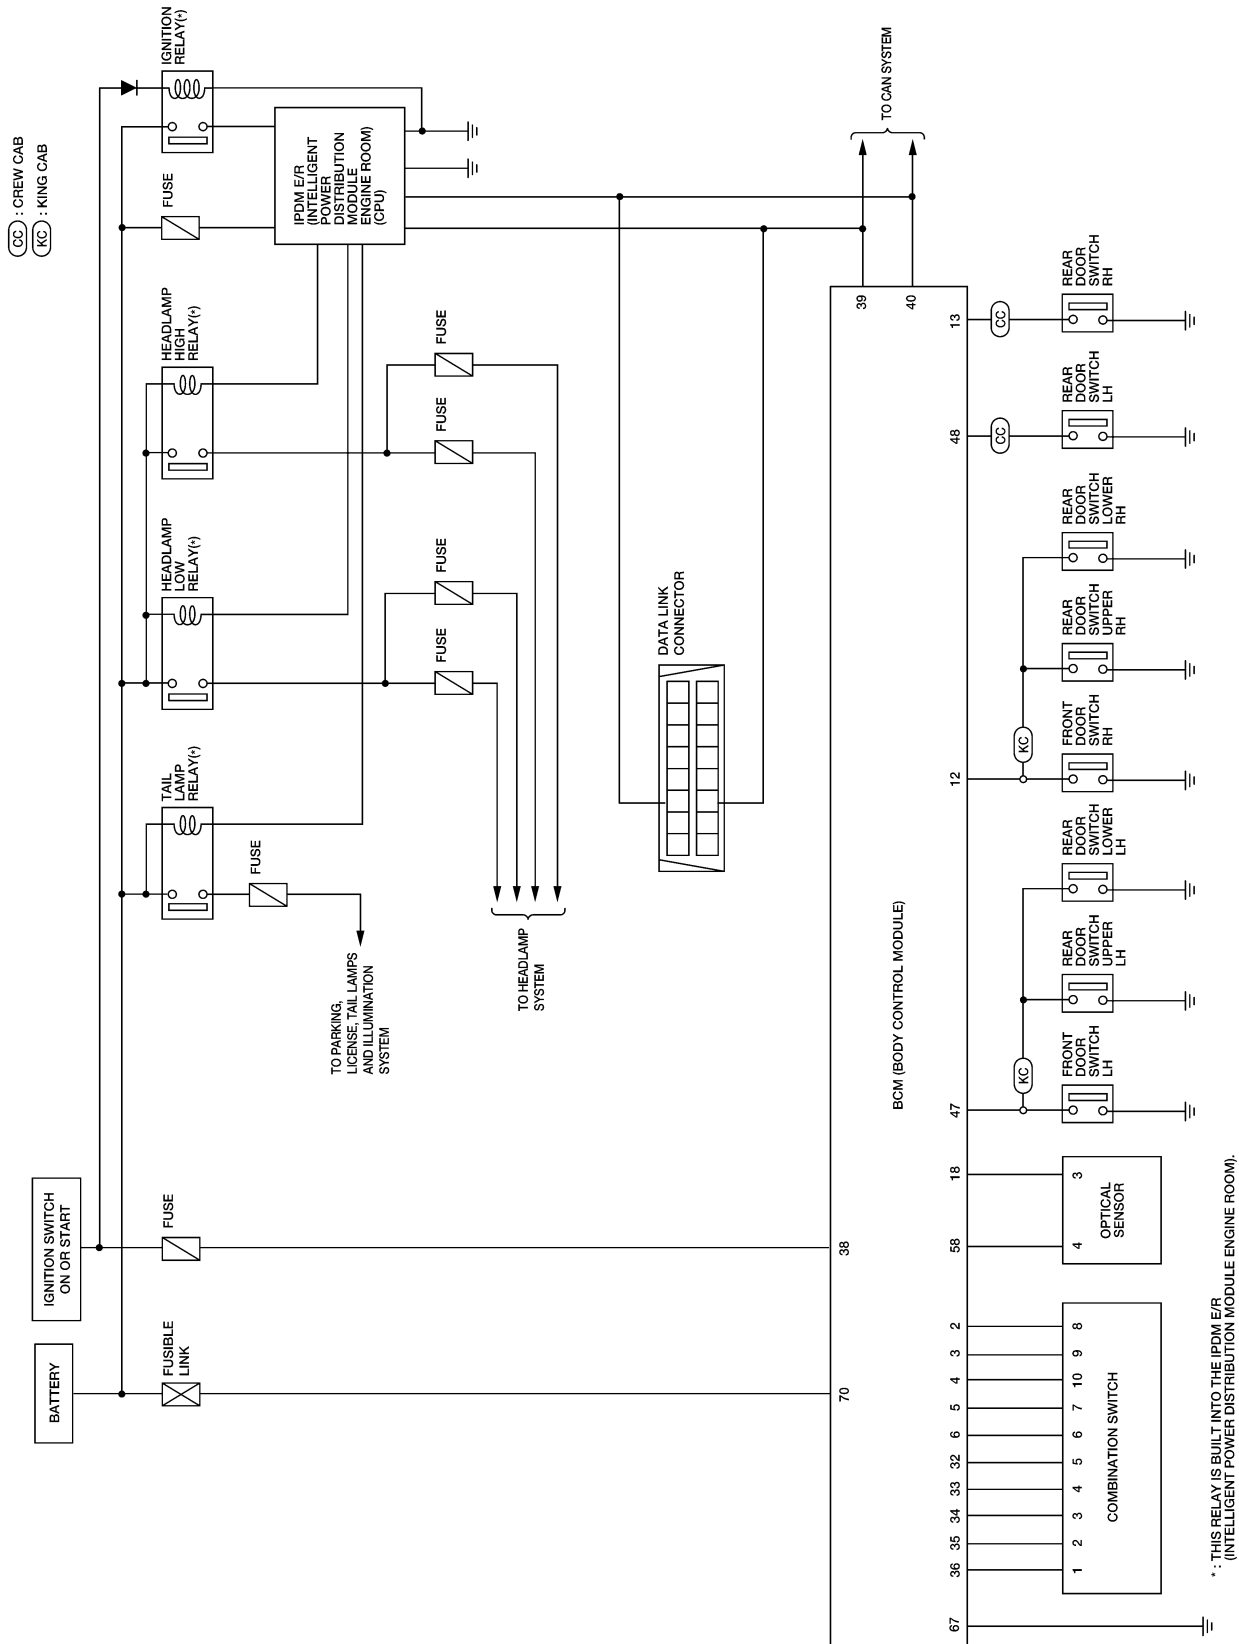 BATTERY
IGNITION SWITCH
ON OR START
CC : CREW CAB
KC : KING CAB
FUSIBLE
LINK
FUSE
TAIL
LAMP
RELAY(*)
HEADLAMP
LOW
RELAY(*)
HEADLAMP
HIGH
RELAY(*)
FUSE
IGNITION
RELAY(*)
FUSE
IPDM E/R
(INTELLIGENT
POWER
DISTRIBUTION
MODULE
ENGINE ROOM)
(CPU)
TO PARKING,
LICENSE, TAIL LAMPS
AND ILLUMINATION
SYSTEM
FUSE
FUSE
FUSE
FUSE
TO HEADLAMP
SYSTEM
DATA LINK
CONNECTOR
TO CAN SYSTEM
70
38
39
40
BCM (BODY CONTROL MODULE)
67
36
35
34
33
32
6
5
4
3
2
58
18
47
12
48
13
KC
KC
CC
CC
1
2
3
4
5
6
7
10
9
8
COMBINATION SWITCH
4
3
OPTICAL
SENSOR
FRONT
DOOR
SWITCH
LH
REAR
DOOR
SWITCH
UPPER
LH
REAR
DOOR
SWITCH
LOWER
LH
FRONT
DOOR
SWITCH
RH
REAR
DOOR
SWITCH
UPPER
RH
REAR
DOOR
SWITCH
LOWER
RH
REAR
DOOR
SWITCH
LH
REAR
DOOR
SWITCH
RH
* : THIS RELAY IS BUILT INTO THE IPDM E/R
(INTELLIGENT POWER DISTRIBUTION MODULE ENGINE ROOM).